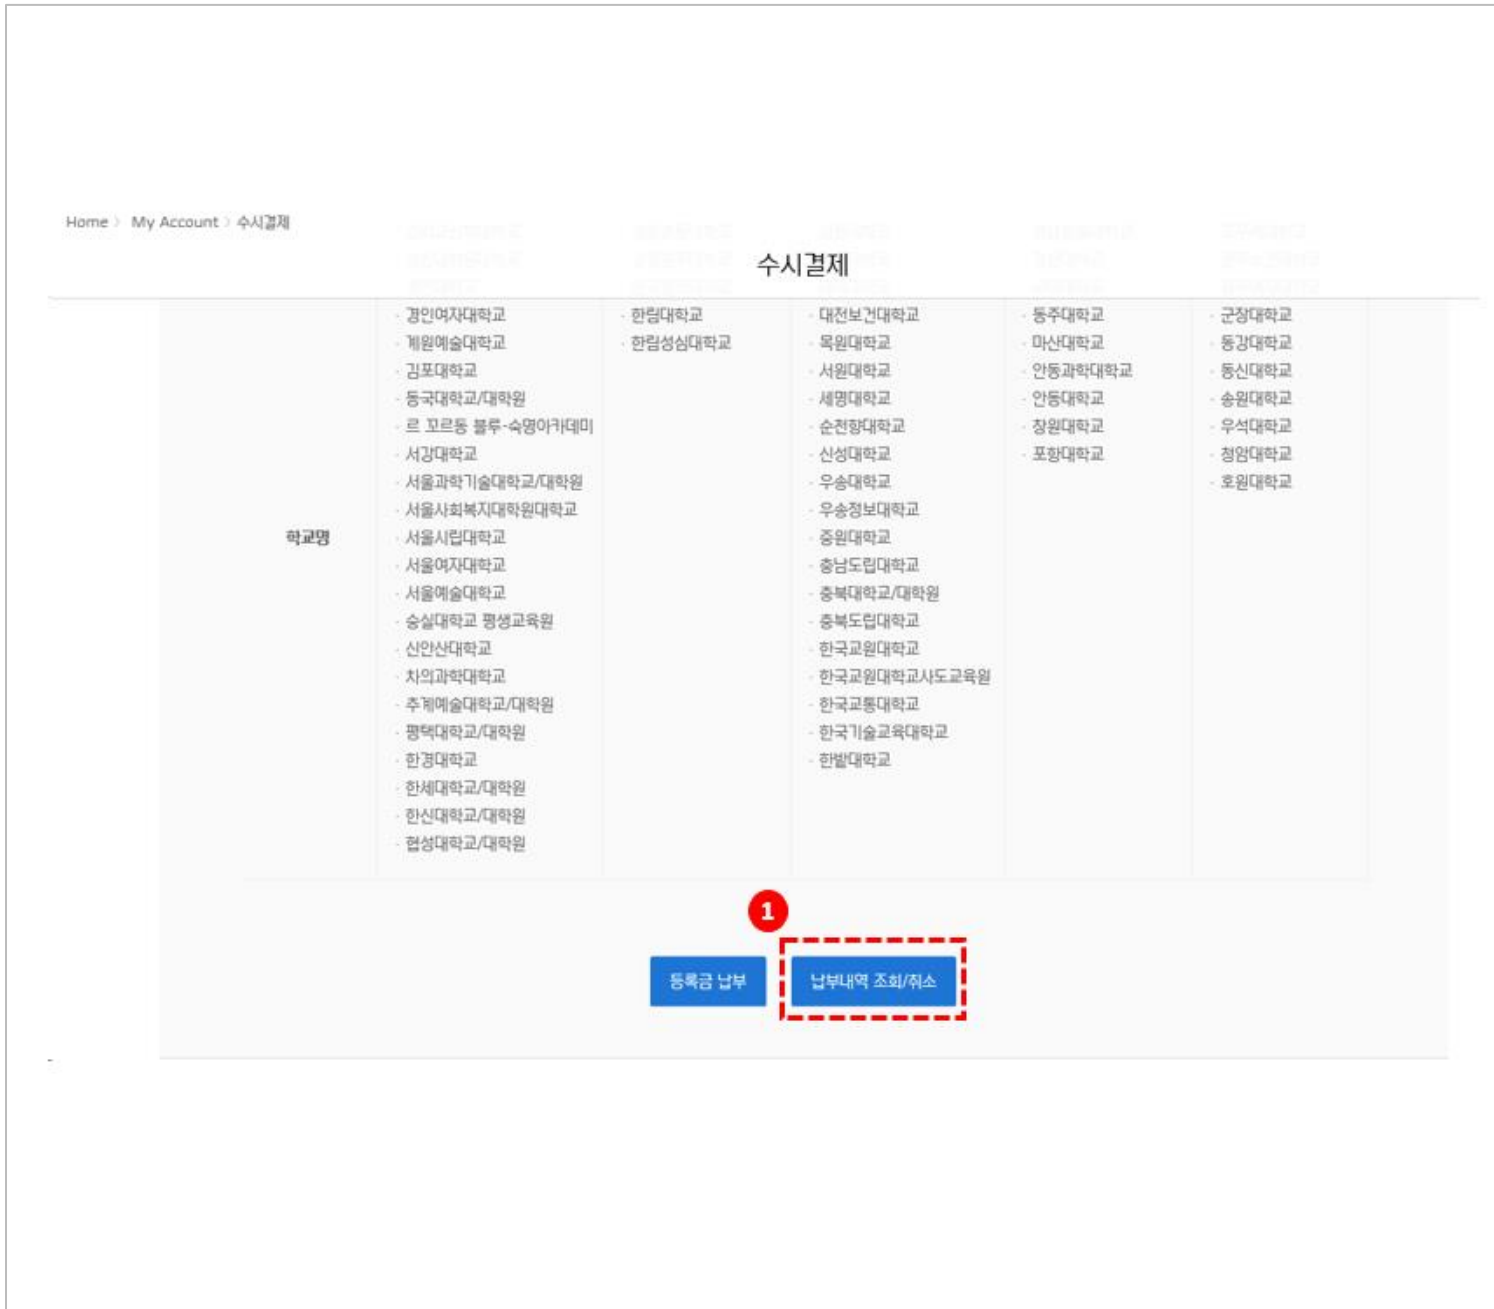 Home > My Account > 수시결제
수시결제
학교명
· 경인여자대학교
· 계원예술대학교
· 김포대학교
· 동국대학교/대학원
· 르 꼬르동 블루-숙명아카데미
· 서강대학교
· 서울과학기술대학교/대학원
· 서울사회복지대학원대학교
· 서울시립대학교
· 서울여자대학교
· 서울예술대학교
· 숭실대학교 평생교육원
· 신안산대학교
· 차의과학대학교
· 추계예술대학교/대학원
· 평택대학교/대학원
· 한경대학교
· 한세대학교/대학원
· 한신대학교/대학원
· 협성대학교/대학원
· 한림대학교
· 한림성심대학교
· 대전보건대학교
· 목원대학교
· 서원대학교
· 세명대학교
· 순천향대학교
· 신성대학교
· 우송대학교
· 우송정보대학교
· 중원대학교
· 충남도립대학교
· 충북대학교/대학원
· 충북도립대학교
· 한국교원대학교
· 한국교원대학교사도교육원
· 한국교통대학교
· 한국기술교육대학교
· 한밭대학교
· 동주대학교
· 마산대학교
· 안동과학대학교
· 안동대학교
· 창원대학교
· 포항대학교
· 군장대학교
· 동강대학교
· 동신대학교
· 송원대학교
· 우석대학교
· 청암대학교
· 호원대학교
1
등록금 납부
납부내역 조회/취소